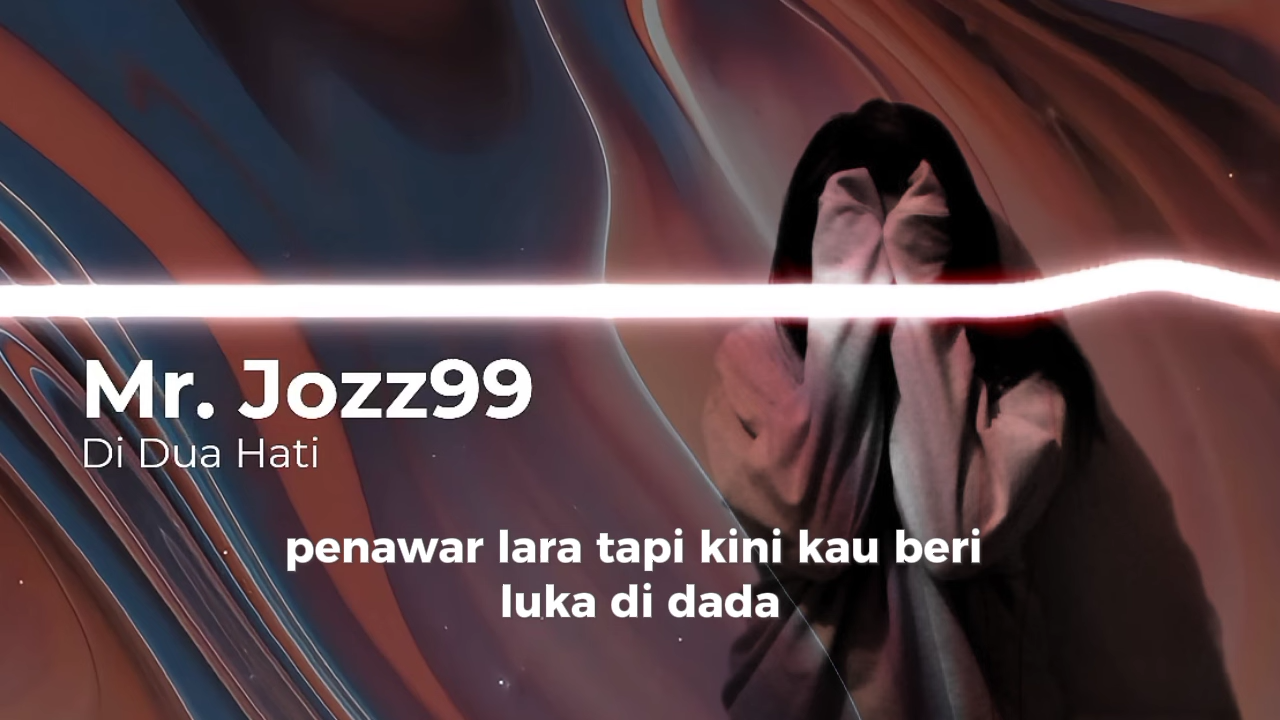 Mr. Jozz99
Di Dua Hati
penawar lara tapi kini kau beri
luka di dada